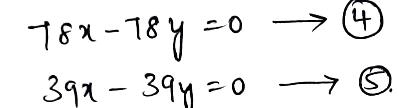 78x - 78y = 0 → ④
39x - 39y = 0 → ⑤.